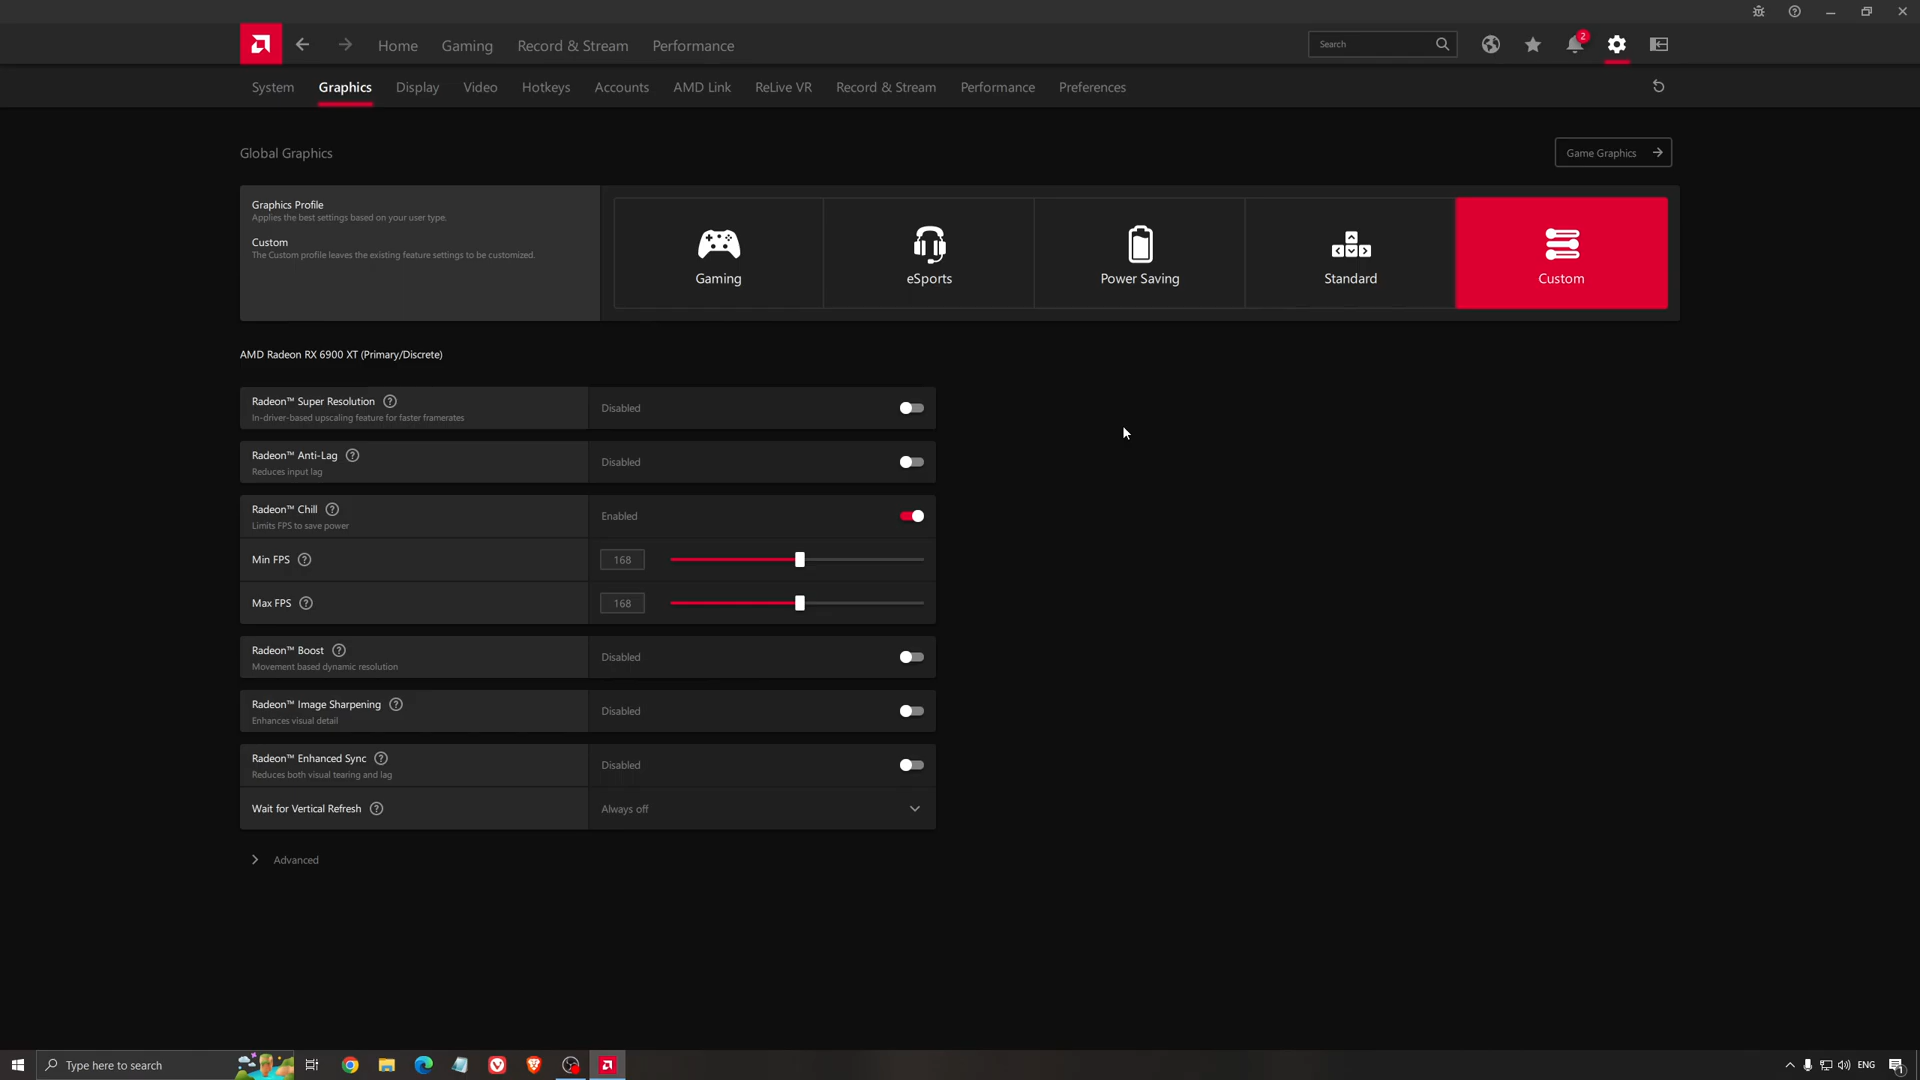 Home Gaming Record & Stream Performance Search 2
System Graphics Display Video Hotkeys Accounts AMD Link ReLive VR Record & Stream Performance Preferences
Global Graphics Game Graphics
Graphics Profile
Applies the best settings based on your user type.
Custom
The Custom profile leaves the existing feature settings to be customized.
Gaming eSports Power Saving Standard Custom
AMD Radeon RX 6900 XT (Primary/Discrete)
Radeon™ Super Resolution ?
In-driver-based upscaling feature for faster framerates
Disabled
Radeon™ Anti-Lag ?
Reduces input lag
Disabled
Radeon™ Chill ?
Limits FPS to save power
Enabled
Min FPS ? 168
Max FPS ? 168
Radeon™ Boost ?
Movement based dynamic resolution
Disabled
Radeon™ Image Sharpening ?
Enhances visual detail
Disabled
Radeon™ Enhanced Sync ?
Reduces both visual tearing and lag
Disabled
Wait for Vertical Refresh ? Always off
Advanced
Type here to search ENG 1